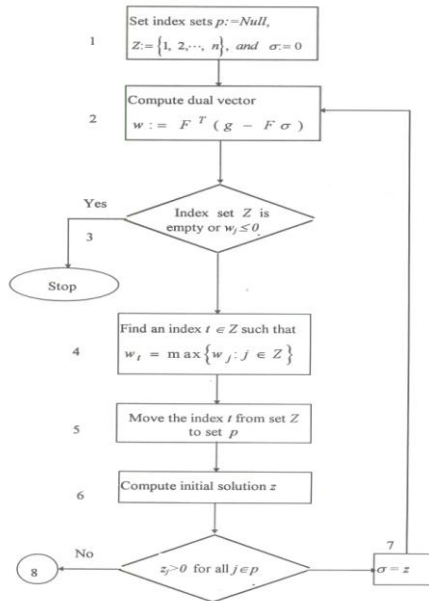 Set index sets p:=Null,
1
Z:= {1, 2,⋯, n}, and σ:= 0
Compute dual vector
2
w := F^T ( g − F σ )
Yes
Index set Z is
empty or w_j ≤ 0
3
Stop
Find an index t ∈ Z such that
4
w_t = max{w_j : j ∈ Z}
Move the index t from set Z
5
to set p
Compute initial solution z
6
7
No
z_j>0 for all j∈p
σ = z
8